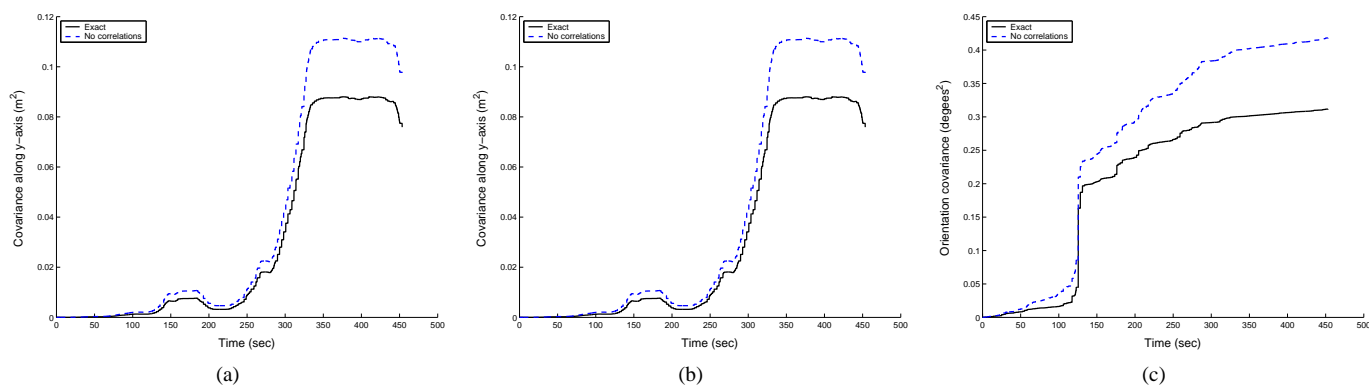 0.12
0.1
0.08
0.06
0.04
0.02
0
Covariance along y−axis (m²)
Exact
No correlations
0 50 100 150 200 250 300 350 400 450 500
Time (sec)
(a)
0.12
0.1
0.08
0.06
0.04
0.02
0
Covariance along y−axis (m²)
Exact
No correlations
0 50 100 150 200 250 300 350 400 450 500
Time (sec)
(b)
0.45
0.4
0.35
0.3
0.25
0.2
0.15
0.1
0.05
0
Orientation covariance (degees²)
Exact
No correlations
0 50 100 150 200 250 300 350 400 450 500
Time (sec)
(c)